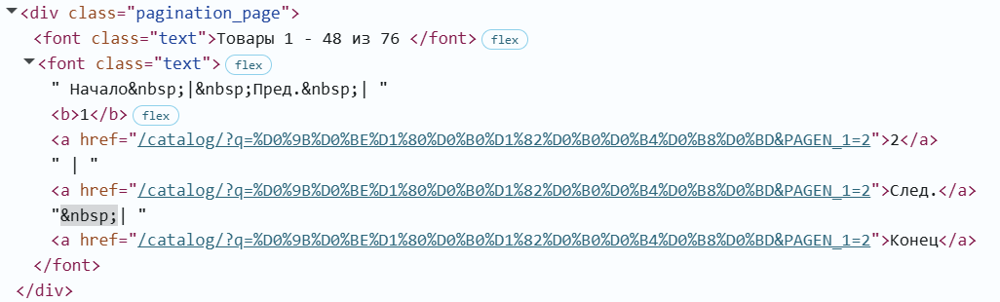 <div class="pagination_page">
<font class="text">Товары 1 - 48 из 76 </font> flex
<font class="text"> flex
" Начало&nbsp;|&nbsp;Пред.&nbsp;| "
<b>1</b> flex
<a href="/catalog/?q=%D0%9B%D0%BE%D1%80%D0%B0%D1%82%D0%B0%D0%B4%D0%B8%D0%BD&PAGEN_1=2">2</a>
" | "
<a href="/catalog/?q=%D0%9B%D0%BE%D1%80%D0%B0%D1%82%D0%B0%D0%B4%D0%B8%D0%BD&PAGEN_1=2">След.</a>
"&nbsp;| "
<a href="/catalog/?q=%D0%9B%D0%BE%D1%80%D0%B0%D1%82%D0%B0%D0%B4%D0%B8%D0%BD&PAGEN_1=2">Конец</a>
</font>
</div>